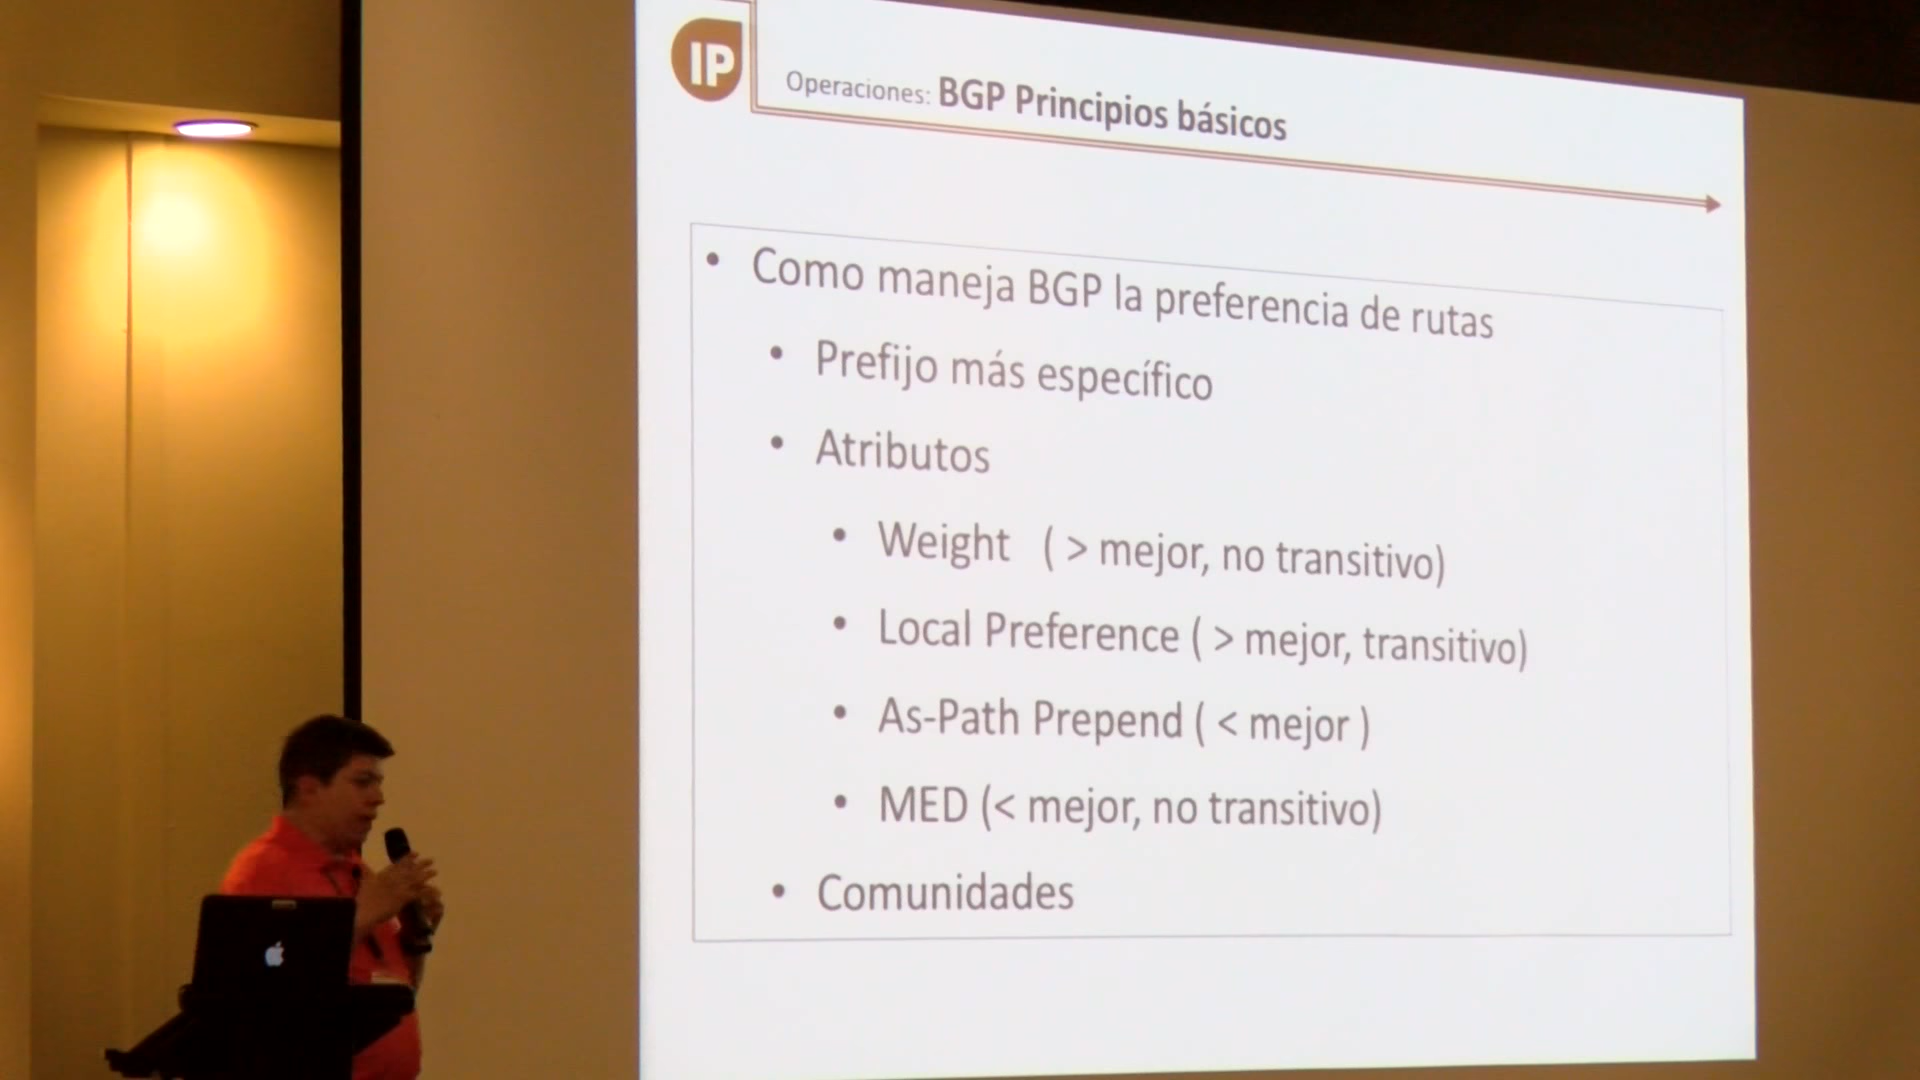 IP
Operaciones: BGP Principios básicos
• Como maneja BGP la preferencia de rutas
• Prefijo más específico
• Atributos
• Weight ( > mejor, no transitivo)
• Local Preference ( > mejor, transitivo)
• As-Path Prepend ( < mejor )
• MED (< mejor, no transitivo)
• Comunidades